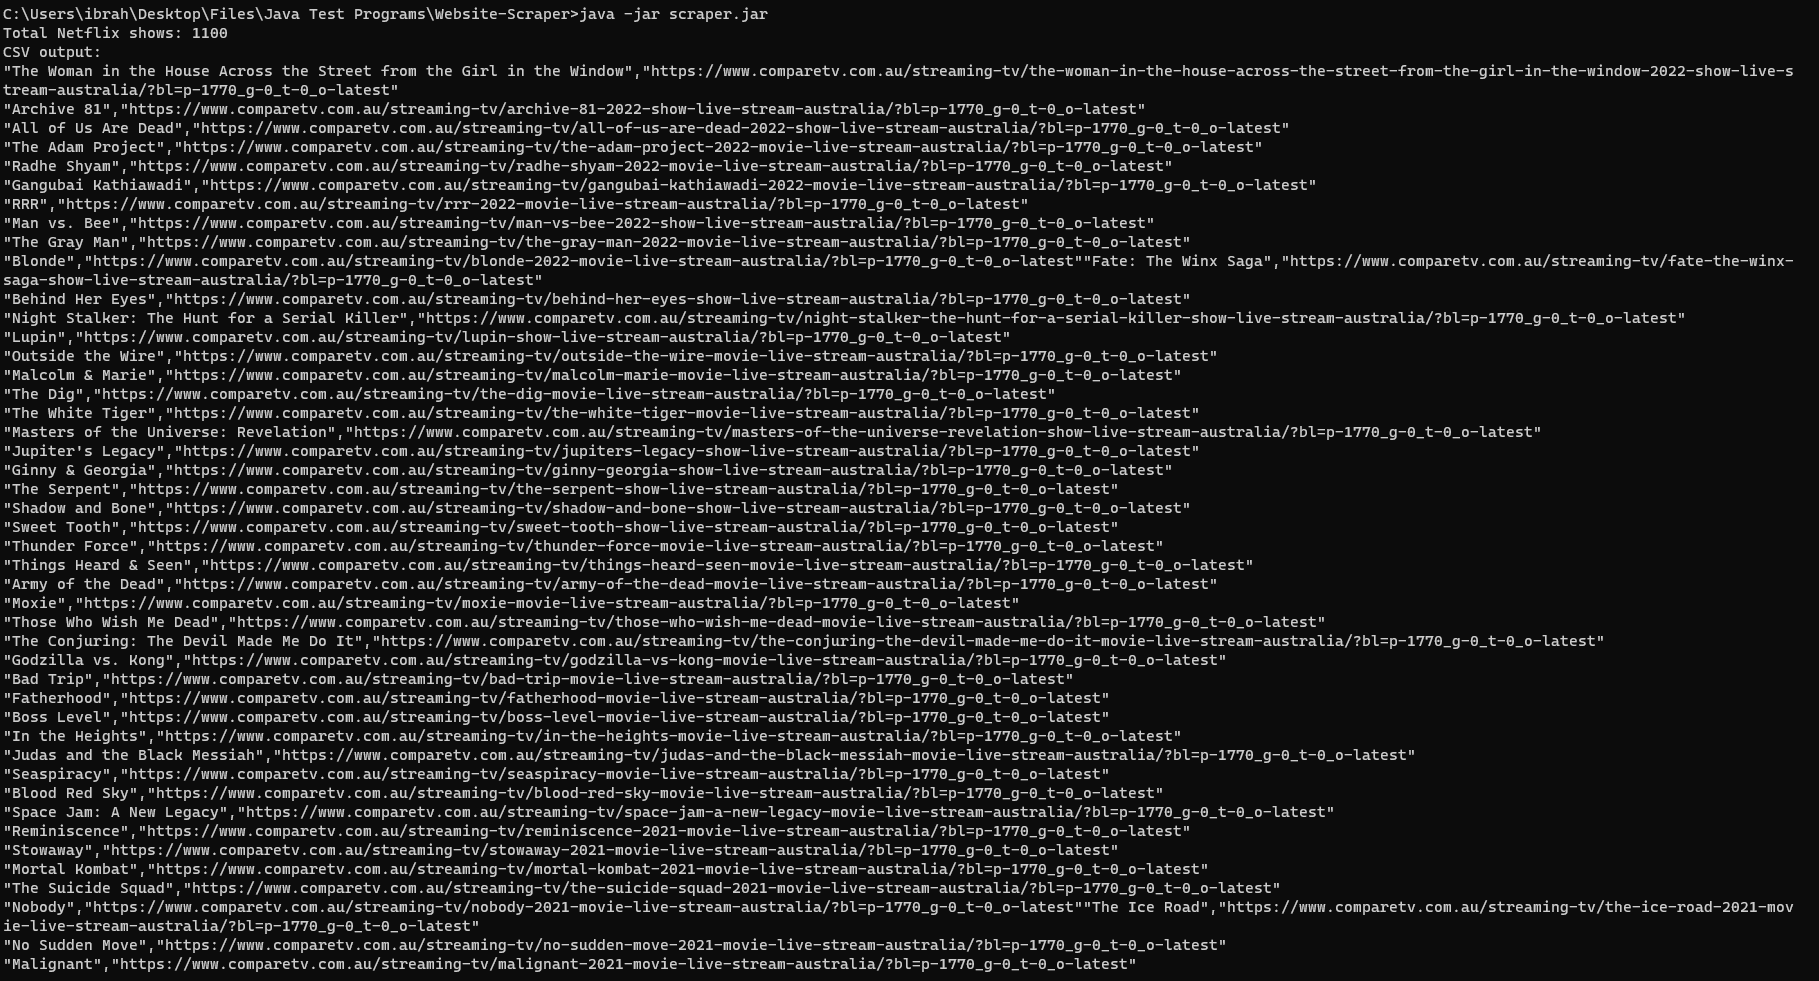 C:\Users\ibrah\Desktop\Files\Java Test Programs\Website-Scraper>java -jar scraper.jar
Total Netflix shows: 1100
CSV output:
"The Woman in the House Across the Street from the Girl in the Window","https://www.comparetv.com.au/streaming-tv/the-woman-in-the-house-across-the-street-from-the-girl-in-the-window-2022-show-live-s
tream-australia/?bl=p-1770_g-0_t-0_o-latest"
"Archive 81","https://www.comparetv.com.au/streaming-tv/archive-81-2022-show-live-stream-australia/?bl=p-1770_g-0_t-0_o-latest"
"All of Us Are Dead","https://www.comparetv.com.au/streaming-tv/all-of-us-are-dead-2022-show-live-stream-australia/?bl=p-1770_g-0_t-0_o-latest"
"The Adam Project","https://www.comparetv.com.au/streaming-tv/the-adam-project-2022-movie-live-stream-australia/?bl=p-1770_g-0_t-0_o-latest"
"Radhe Shyam","https://www.comparetv.com.au/streaming-tv/radhe-shyam-2022-movie-live-stream-australia/?bl=p-1770_g-0_t-0_o-latest"
"Gangubai Kathiawadi","https://www.comparetv.com.au/streaming-tv/gangubai-kathiawadi-2022-movie-live-stream-australia/?bl=p-1770_g-0_t-0_o-latest"
"RRR","https://www.comparetv.com.au/streaming-tv/rrr-2022-movie-live-stream-australia/?bl=p-1770_g-0_t-0_o-latest"
"Man vs. Bee","https://www.comparetv.com.au/streaming-tv/man-vs-bee-2022-show-live-stream-australia/?bl=p-1770_g-0_t-0_o-latest"
"The Gray Man","https://www.comparetv.com.au/streaming-tv/the-gray-man-2022-movie-live-stream-australia/?bl=p-1770_g-0_t-0_o-latest"
"Blonde","https://www.comparetv.com.au/streaming-tv/blonde-2022-movie-live-stream-australia/?bl=p-1770_g-0_t-0_o-latest""Fate: The Winx Saga","https://www.comparetv.com.au/streaming-tv/fate-the-winx-
saga-show-live-stream-australia/?bl=p-1770_g-0_t-0_o-latest"
"Behind Her Eyes","https://www.comparetv.com.au/streaming-tv/behind-her-eyes-show-live-stream-australia/?bl=p-1770_g-0_t-0_o-latest"
"Night Stalker: The Hunt for a Serial Killer","https://www.comparetv.com.au/streaming-tv/night-stalker-the-hunt-for-a-serial-killer-show-live-stream-australia/?bl=p-1770_g-0_t-0_o-latest"
"Lupin","https://www.comparetv.com.au/streaming-tv/lupin-show-live-stream-australia/?bl=p-1770_g-0_t-0_o-latest"
"Outside the Wire","https://www.comparetv.com.au/streaming-tv/outside-the-wire-movie-live-stream-australia/?bl=p-1770_g-0_t-0_o-latest"
"Malcolm & Marie","https://www.comparetv.com.au/streaming-tv/malcolm-marie-movie-live-stream-australia/?bl=p-1770_g-0_t-0_o-latest"
"The Dig","https://www.comparetv.com.au/streaming-tv/the-dig-movie-live-stream-australia/?bl=p-1770_g-0_t-0_o-latest"
"The White Tiger","https://www.comparetv.com.au/streaming-tv/the-white-tiger-movie-live-stream-australia/?bl=p-1770_g-0_t-0_o-latest"
"Masters of the Universe: Revelation","https://www.comparetv.com.au/streaming-tv/masters-of-the-universe-revelation-show-live-stream-australia/?bl=p-1770_g-0_t-0_o-latest"
"Jupiter's Legacy","https://www.comparetv.com.au/streaming-tv/jupiters-legacy-show-live-stream-australia/?bl=p-1770_g-0_t-0_o-latest"
"Ginny & Georgia","https://www.comparetv.com.au/streaming-tv/ginny-georgia-show-live-stream-australia/?bl=p-1770_g-0_t-0_o-latest"
"The Serpent","https://www.comparetv.com.au/streaming-tv/the-serpent-show-live-stream-australia/?bl=p-1770_g-0_t-0_o-latest"
"Shadow and Bone","https://www.comparetv.com.au/streaming-tv/shadow-and-bone-show-live-stream-australia/?bl=p-1770_g-0_t-0_o-latest"
"Sweet Tooth","https://www.comparetv.com.au/streaming-tv/sweet-tooth-show-live-stream-australia/?bl=p-1770_g-0_t-0_o-latest"
"Thunder Force","https://www.comparetv.com.au/streaming-tv/thunder-force-movie-live-stream-australia/?bl=p-1770_g-0_t-0_o-latest"
"Things Heard & Seen","https://www.comparetv.com.au/streaming-tv/things-heard-seen-movie-live-stream-australia/?bl=p-1770_g-0_t-0_o-latest"
"Army of the Dead","https://www.comparetv.com.au/streaming-tv/army-of-the-dead-movie-live-stream-australia/?bl=p-1770_g-0_t-0_o-latest"
"Moxie","https://www.comparetv.com.au/streaming-tv/moxie-movie-live-stream-australia/?bl=p-1770_g-0_t-0_o-latest"
"Those Who Wish Me Dead","https://www.comparetv.com.au/streaming-tv/those-who-wish-me-dead-movie-live-stream-australia/?bl=p-1770_g-0_t-0_o-latest"
"The Conjuring: The Devil Made Me Do It","https://www.comparetv.com.au/streaming-tv/the-conjuring-the-devil-made-me-do-it-movie-live-stream-australia/?bl=p-1770_g-0_t-0_o-latest"
"Godzilla vs. Kong","https://www.comparetv.com.au/streaming-tv/godzilla-vs-kong-movie-live-stream-australia/?bl=p-1770_g-0_t-0_o-latest"
"Bad Trip","https://www.comparetv.com.au/streaming-tv/bad-trip-movie-live-stream-australia/?bl=p-1770_g-0_t-0_o-latest"
"Fatherhood","https://www.comparetv.com.au/streaming-tv/fatherhood-movie-live-stream-australia/?bl=p-1770_g-0_t-0_o-latest"
"Boss Level","https://www.comparetv.com.au/streaming-tv/boss-level-movie-live-stream-australia/?bl=p-1770_g-0_t-0_o-latest"
"In the Heights","https://www.comparetv.com.au/streaming-tv/in-the-heights-movie-live-stream-australia/?bl=p-1770_g-0_t-0_o-latest"
"Judas and the Black Messiah","https://www.comparetv.com.au/streaming-tv/judas-and-the-black-messiah-movie-live-stream-australia/?bl=p-1770_g-0_t-0_o-latest"
"Seaspiracy","https://www.comparetv.com.au/streaming-tv/seaspiracy-movie-live-stream-australia/?bl=p-1770_g-0_t-0_o-latest"
"Blood Red Sky","https://www.comparetv.com.au/streaming-tv/blood-red-sky-movie-live-stream-australia/?bl=p-1770_g-0_t-0_o-latest"
"Space Jam: A New Legacy","https://www.comparetv.com.au/streaming-tv/space-jam-a-new-legacy-movie-live-stream-australia/?bl=p-1770_g-0_t-0_o-latest"
"Reminiscence","https://www.comparetv.com.au/streaming-tv/reminiscence-2021-movie-live-stream-australia/?bl=p-1770_g-0_t-0_o-latest"
"Stowaway","https://www.comparetv.com.au/streaming-tv/stowaway-2021-movie-live-stream-australia/?bl=p-1770_g-0_t-0_o-latest"
"Mortal Kombat","https://www.comparetv.com.au/streaming-tv/mortal-kombat-2021-movie-live-stream-australia/?bl=p-1770_g-0_t-0_o-latest"
"The Suicide Squad","https://www.comparetv.com.au/streaming-tv/the-suicide-squad-2021-movie-live-stream-australia/?bl=p-1770_g-0_t-0_o-latest"
"Nobody","https://www.comparetv.com.au/streaming-tv/nobody-2021-movie-live-stream-australia/?bl=p-1770_g-0_t-0_o-latest""The Ice Road","https://www.comparetv.com.au/streaming-tv/the-ice-road-2021-mov
ie-live-stream-australia/?bl=p-1770_g-0_t-0_o-latest"
"No Sudden Move","https://www.comparetv.com.au/streaming-tv/no-sudden-move-2021-movie-live-stream-australia/?bl=p-1770_g-0_t-0_o-latest"
"Malignant","https://www.comparetv.com.au/streaming-tv/malignant-2021-movie-live-stream-australia/?bl=p-1770_g-0_t-0_o-latest"